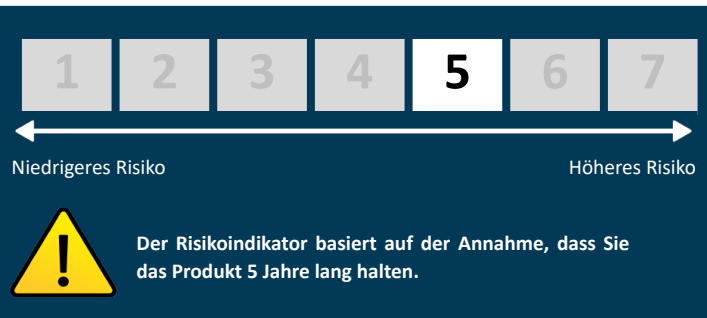 1 2 3 4 5 6 7
Niedrigeres Risiko Höheres Risiko
!
Der Risikoindikator basiert auf der Annahme, dass Sie
das Produkt 5 Jahre lang halten.